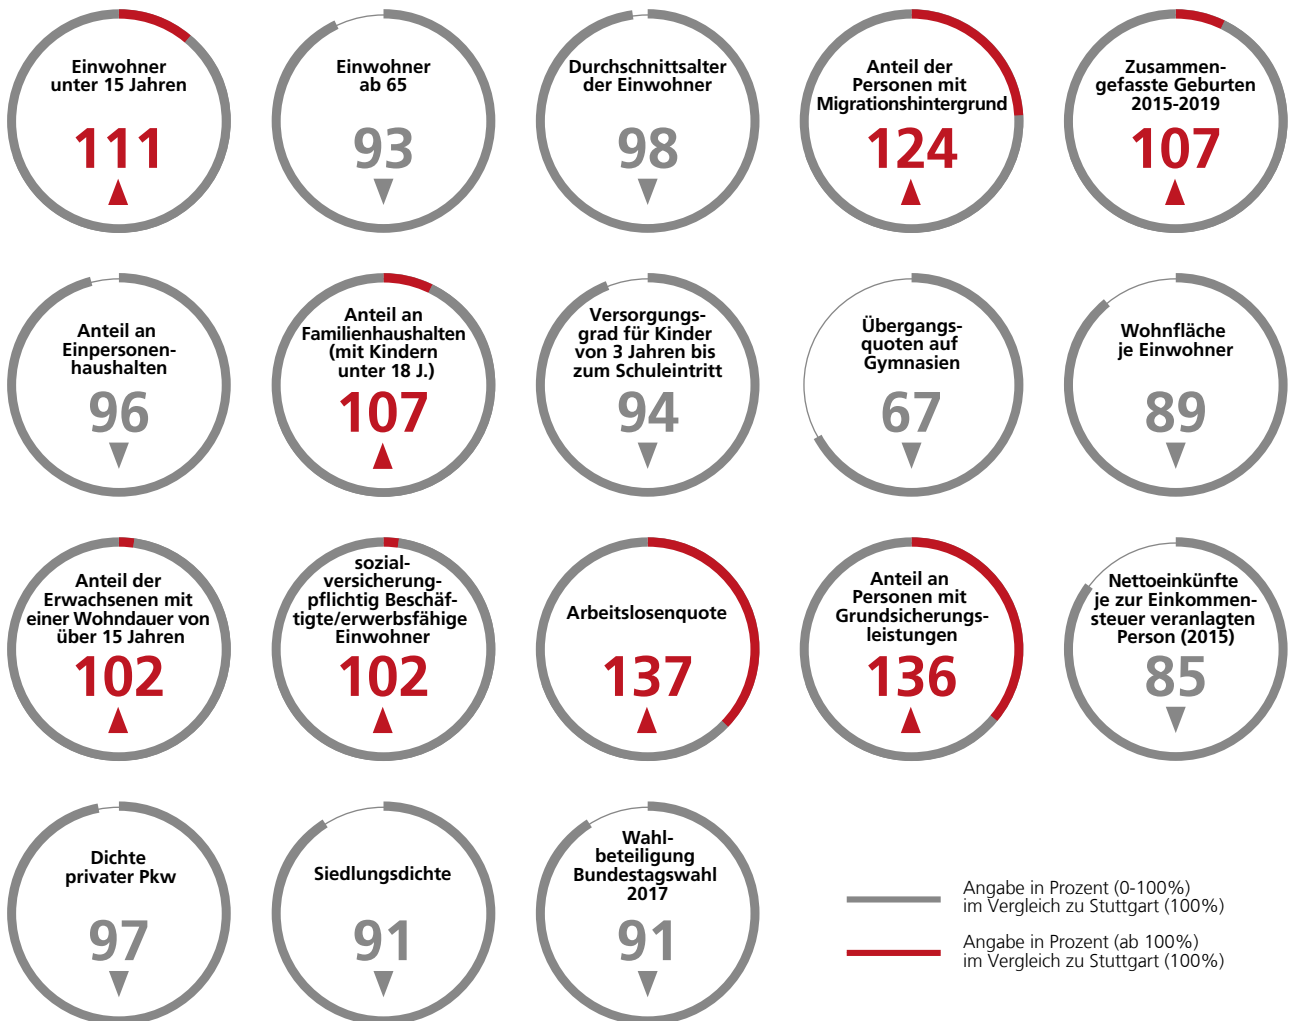 Einwohner
unter 15 Jahren
111
Einwohner
ab 65
93
Durchschnittsalter
der Einwohner
98
Anteil der
Personen mit
Migrationshintergrund
124
Zusammen-
gefasste Geburten
2015-2019
107
Anteil an
Einpersonen-
haushalten
96
Anteil an
Familienhaushalten
(mit Kindern
unter 18 J.)
107
Versorgungs-
grad für Kinder
von 3 Jahren bis
zum Schuleintritt
94
Übergangs-
quoten auf
Gymnasien
67
Wohnfläche
je Einwohner
89
Anteil der
Erwachsenen mit
einer Wohndauer von
über 15 Jahren
102
sozial-
versicherung-
pflichtig Beschäf-
tigte/erwerbsfähige
Einwohner
102
Arbeitslosenquote
137
Anteil an
Personen mit
Grundsicherungs-
leistungen
136
Nettoeinkünfte
je zur Einkommen-
steuer veranlagten
Person (2015)
85
Dichte
privater Pkw
97
Siedlungsdichte
91
Wahl-
beteiligung
Bundestagswahl
2017
91
Angabe in Prozent (0-100%)
im Vergleich zu Stuttgart (100%)
Angabe in Prozent (ab 100%)
im Vergleich zu Stuttgart (100%)